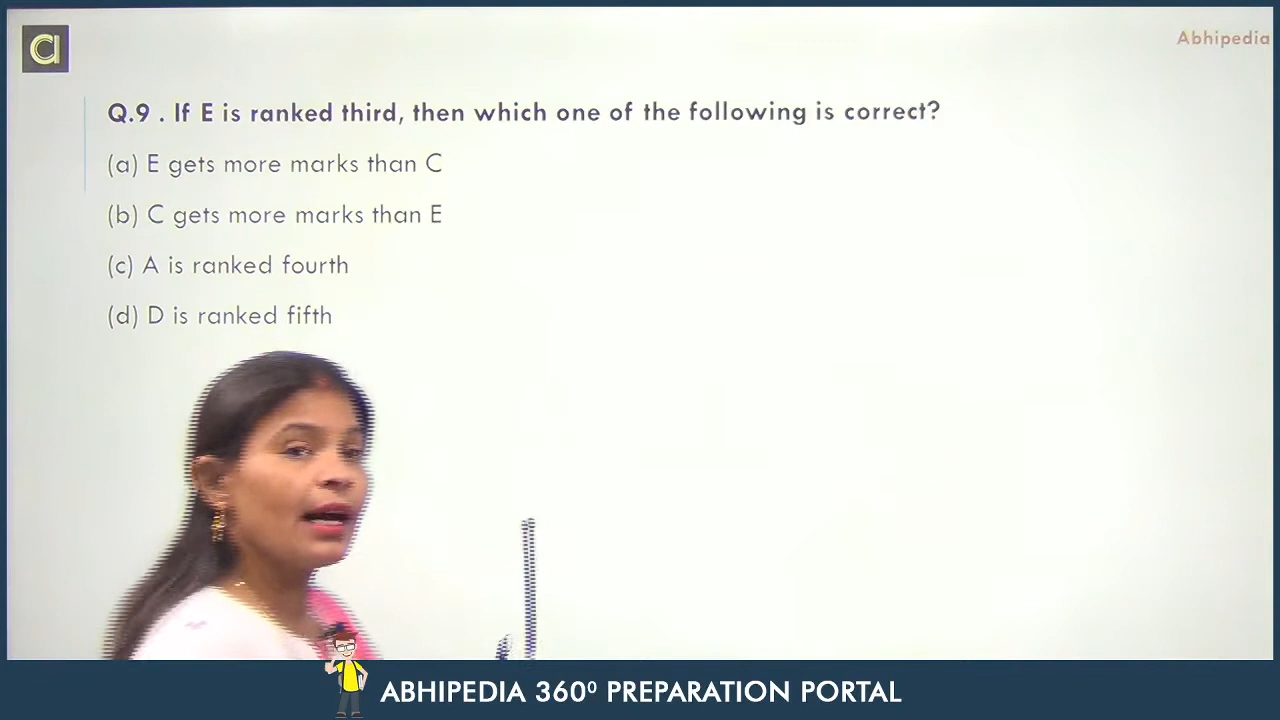 Abhipedia
Q.9 . If E is ranked third, then which one of the following is correct?
(a) E gets more marks than C
(b) C gets more marks than E
(c) A is ranked fourth
(d) D is ranked fifth
ABHIPEDIA 360⁰ PREPARATION PORTAL